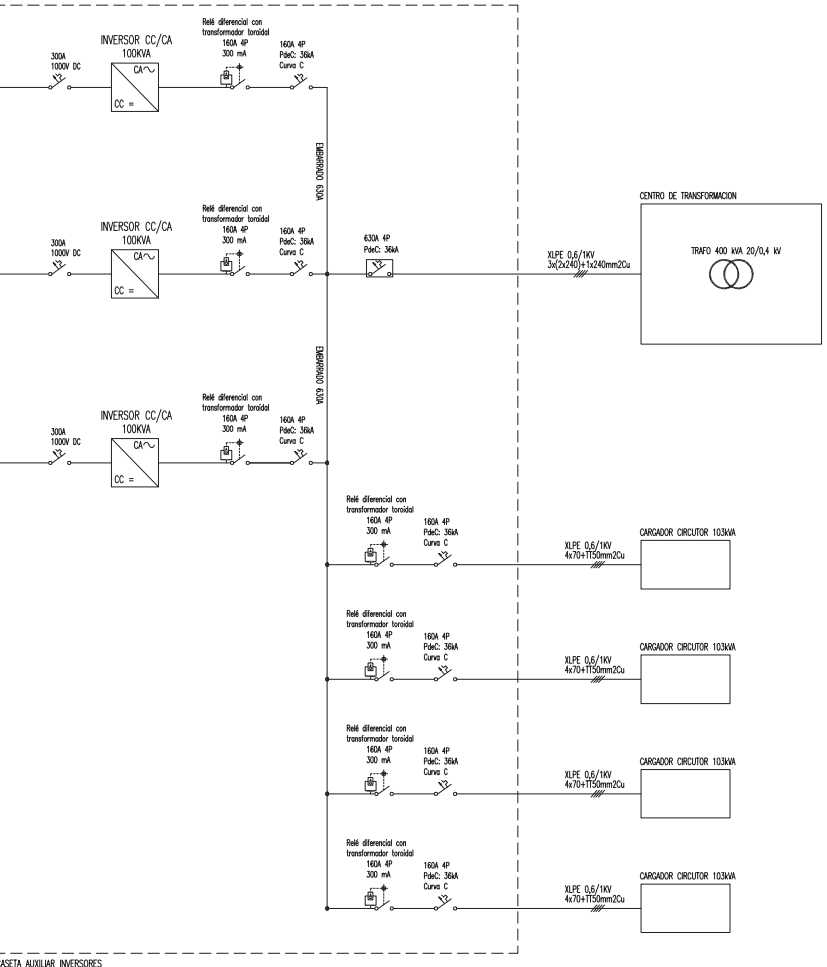 Relé diferencial con
transformador toroidal
160A 4P
300 mA
160A 4P
PdeC: 36kA
Curva C
INVERSOR CC/CA
100KVA
CA
CC =
300A
1000V DC
EMBARRADO 630A
Relé diferencial con
transformador toroidal
160A 4P
300 mA
160A 4P
PdeC: 36kA
Curva C
INVERSOR CC/CA
100KVA
CA
CC =
300A
1000V DC
630A 4P
PdeC: 36kA
XLPE 0,6/1KV
3x(2x240)+1x240mm2Cu
CENTRO DE TRANSFORMACION
TRAFO 400 kVA 20/0,4 kV
EMBARRADO 630A
Relé diferencial con
transformador toroidal
160A 4P
300 mA
160A 4P
PdeC: 36kA
Curva C
INVERSOR CC/CA
100KVA
CA
CC =
300A
1000V DC
Relé diferencial con
transformador toroidal
160A 4P
300 mA
160A 4P
PdeC: 36kA
Curva C
XLPE 0,6/1KV
4x70+TT50mm2Cu
CARGADOR CIRCUTOR 103kVA
Relé diferencial con
transformador toroidal
160A 4P
300 mA
160A 4P
PdeC: 36kA
Curva C
XLPE 0,6/1KV
4x70+TT50mm2Cu
CARGADOR CIRCUTOR 103kVA
Relé diferencial con
transformador toroidal
160A 4P
300 mA
160A 4P
PdeC: 36kA
Curva C
XLPE 0,6/1KV
4x70+TT50mm2Cu
CARGADOR CIRCUTOR 103kVA
Relé diferencial con
transformador toroidal
160A 4P
300 mA
160A 4P
PdeC: 36kA
Curva C
XLPE 0,6/1KV
4x70+TT50mm2Cu
CARGADOR CIRCUTOR 103kVA
CASETA AUXILIAR INVERSORES